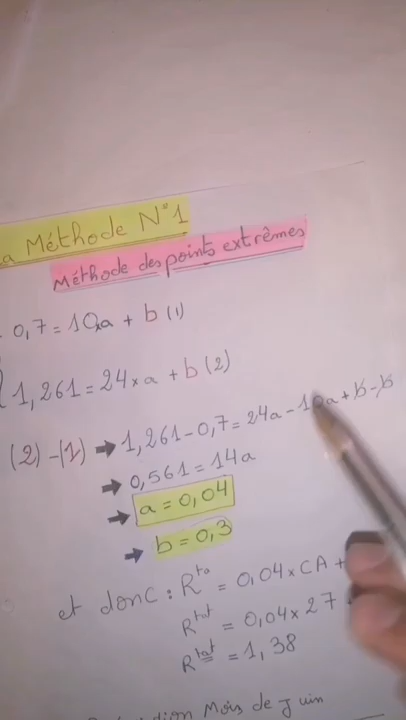 La Méthode N°1
Méthode des points extrêmes
0,7 = 10a + b (1)
1,261 = 24 × a + b (2)
(2) - (1) → 1,261 - 0,7 = 24a - 10a + b - b
→ 0,561 = 14a
→ a = 0,04
→ b = 0,3
et donc : R = 0,04 × CA +
R = 0,04 × 27
R = 1,38
Mois de Juin